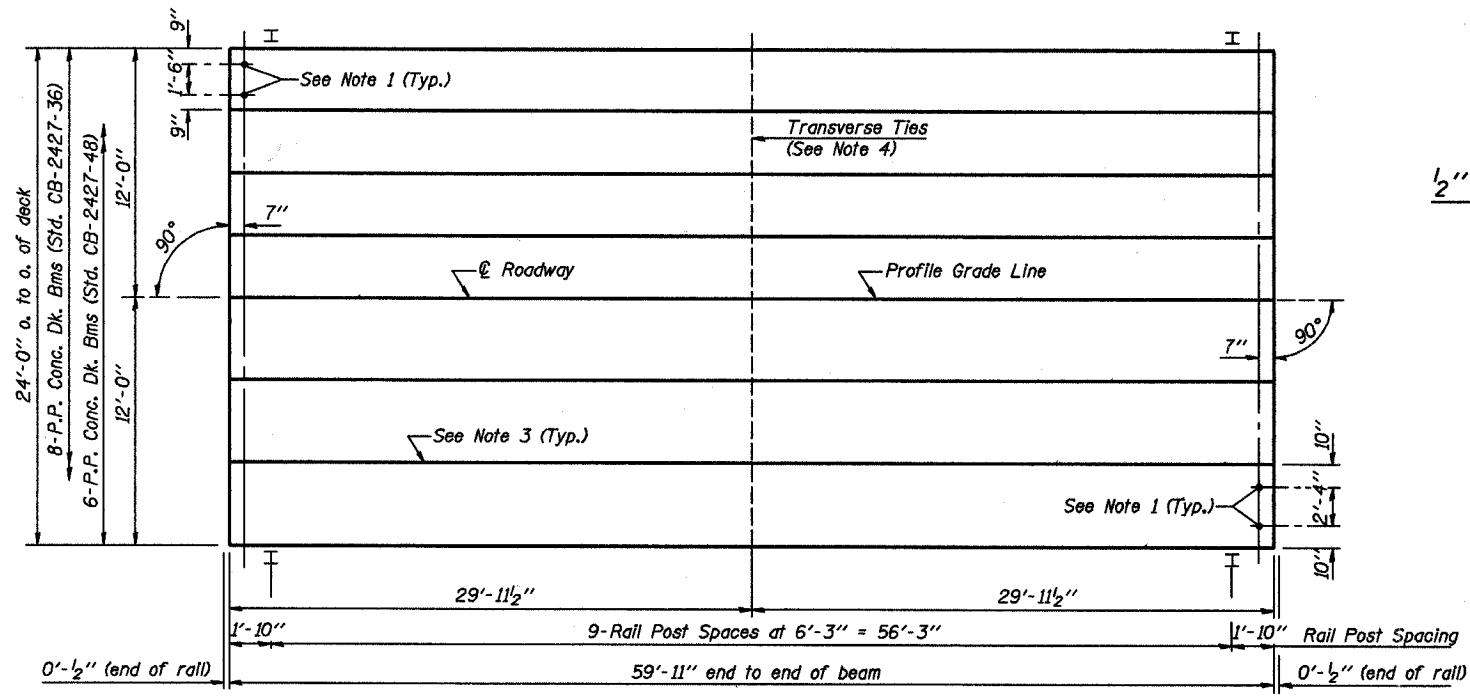 9"
1'-6"
9"
24'-0" o. to o. of deck
8-P.P. Conc. Dk. Bms (Std. CB-2427-36)
6-P.P. Conc. Dk. Bms (Std. CB-2427-48)
12'-0"
12'-0"
See Note 1 (Typ.)
Transverse Ties
(See Note 4)
1/2"
7"
90°
℄ Roadway
Profile Grade Line
7"
90°
See Note 3 (Typ.)
See Note 1 (Typ.)
10"
2'-4"
10"
29'-11 1/2"
29'-11 1/2"
1'-10"
9-Rail Post Spaces at 6'-3" = 56'-3"
1'-10"
Rail Post Spacing
0'-1/2" (end of rail)
59'-11" end to end of beam
0'-1/2" (end of rail)